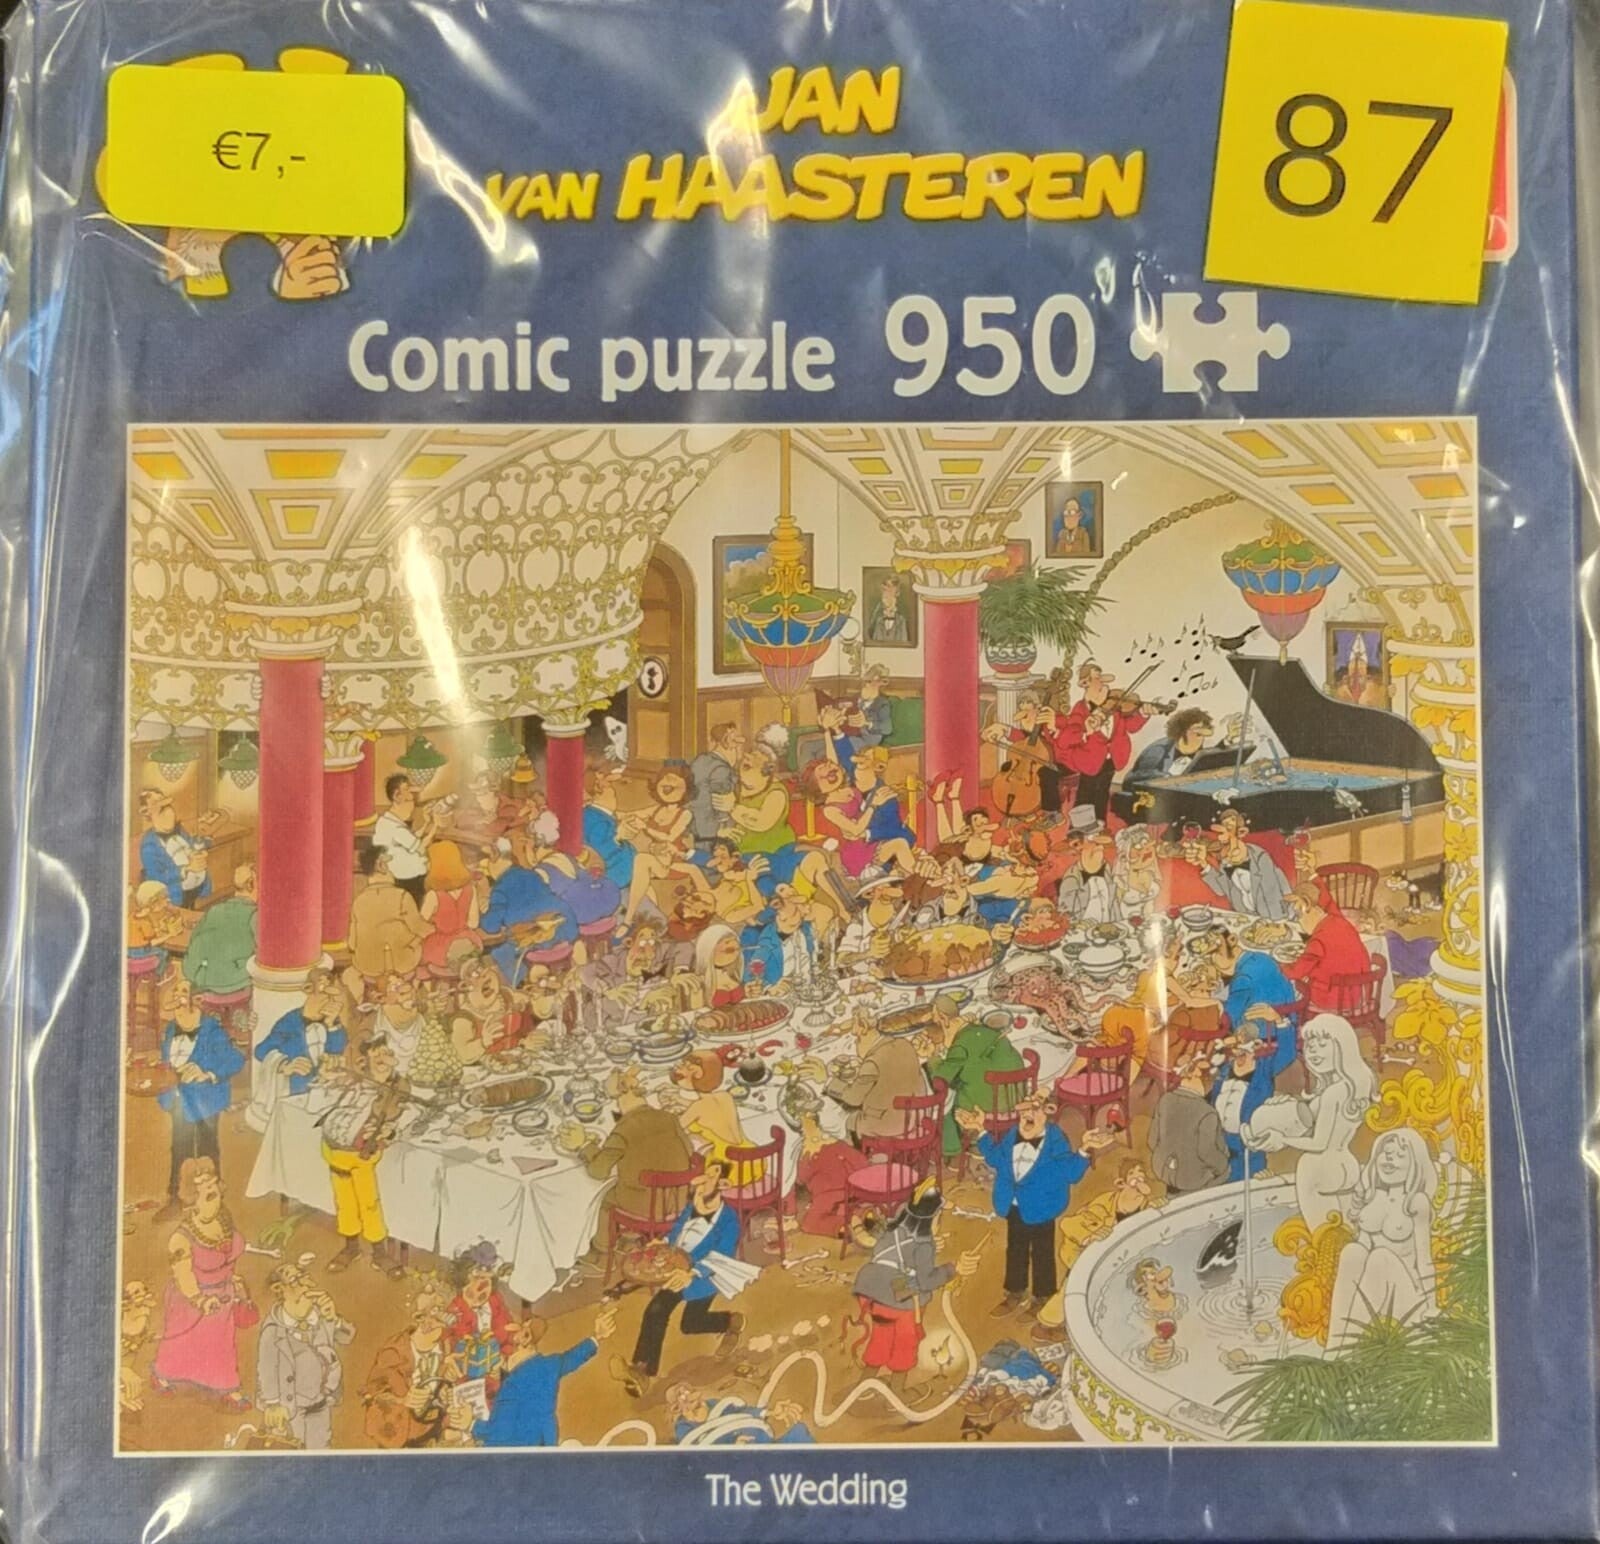 €7,-
87
JAN
VAN HAASTEREN
Comic puzzle 950
The Wedding